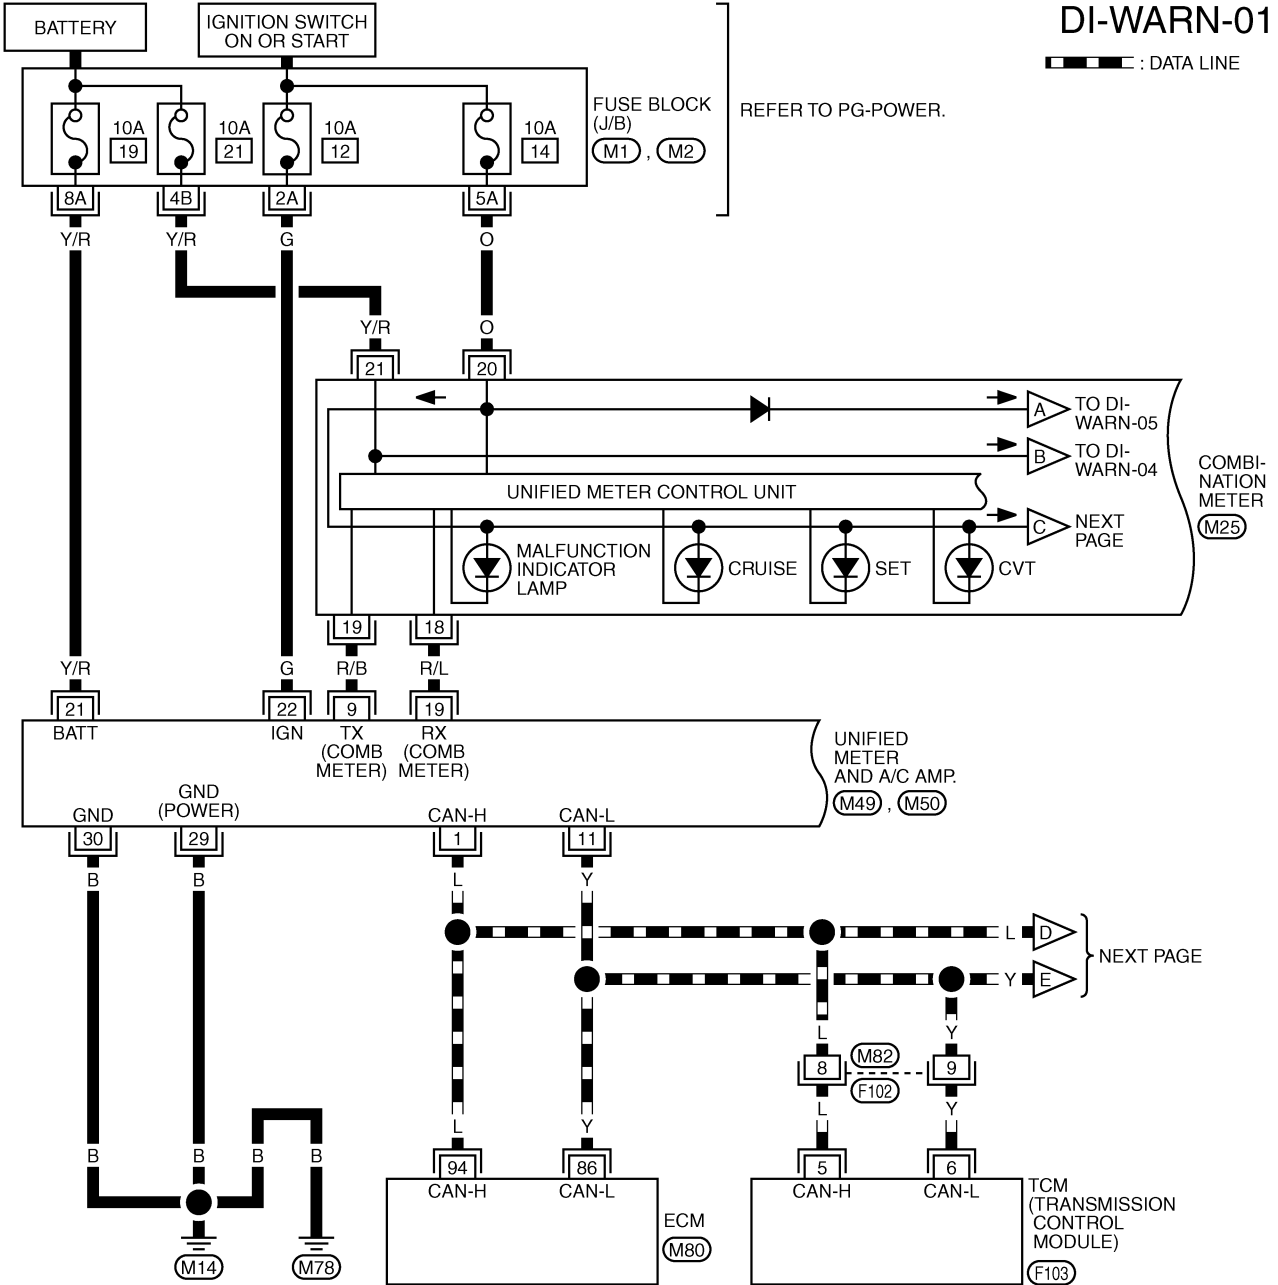 DI-WARN-01
BATTERY
IGNITION SWITCH
ON OR START
: DATA LINE
FUSE BLOCK
(J/B)
M1 , M2
REFER TO PG-POWER.
10A
19
10A
21
10A
12
10A
14
8A
4B
2A
5A
Y/R
Y/R
G
O
Y/R
O
21
20
A
TO DI-
WARN-05
B
TO DI-
WARN-04
UNIFIED METER CONTROL UNIT
C
NEXT
PAGE
COMBI-
NATION
METER
M25
MALFUNCTION
INDICATOR
LAMP
CRUISE
SET
CVT
19
18
Y/R
G
R/B
R/L
21
22
9
19
BATT
IGN
TX
(COMB
METER)
RX
(COMB
METER)
UNIFIED
METER
AND A/C AMP.
M49 , M50
GND
GND
(POWER)
CAN-H
CAN-L
30
29
1
11
B
B
L
Y
L
D
Y
E
NEXT PAGE
L
Y
8
M82
9
F102
L
Y
B
B
B
B
L
Y
94
86
5
6
CAN-H
CAN-L
CAN-H
CAN-L
ECM
M80
TCM
(TRANSMISSION
CONTROL
MODULE)
F103
M14
M78